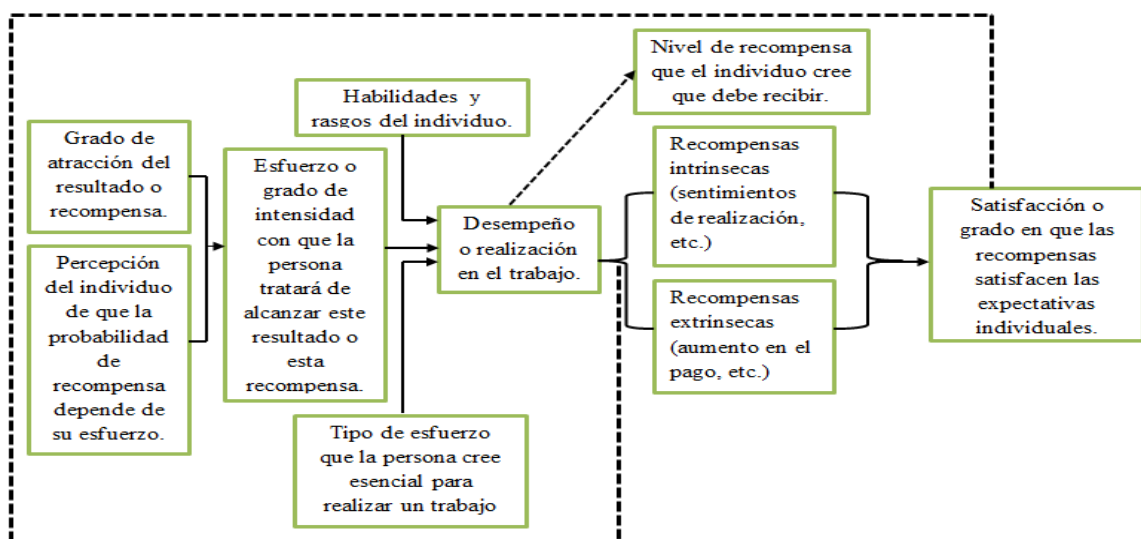 Nivel de recompensa
que el individuo cree
que debe recibir.
Habilidades y
rasgos del individuo.
Grado de
atracción del
resultado o
recompensa.
Percepción
del individuo
de que la
probabilidad
de
recompensa
depende de
su esfuerzo.
Esfuerzo o
grado de
intensidad
con que la
persona
tratará de
alcanzar este
resultado o
esta
recompensa.
Desempeño
o realización
en el trabajo.
Tipo de esfuerzo
que la persona cree
esencial para
realizar un trabajo
Recompensas
intrínsecas
(sentimientos
de realización,
etc.)
Recompensas
extrínsecas
(aumento en el
pago, etc.)
Satisfacción o
grado en que las
recompensas
satisfacen las
expectativas
individuales.